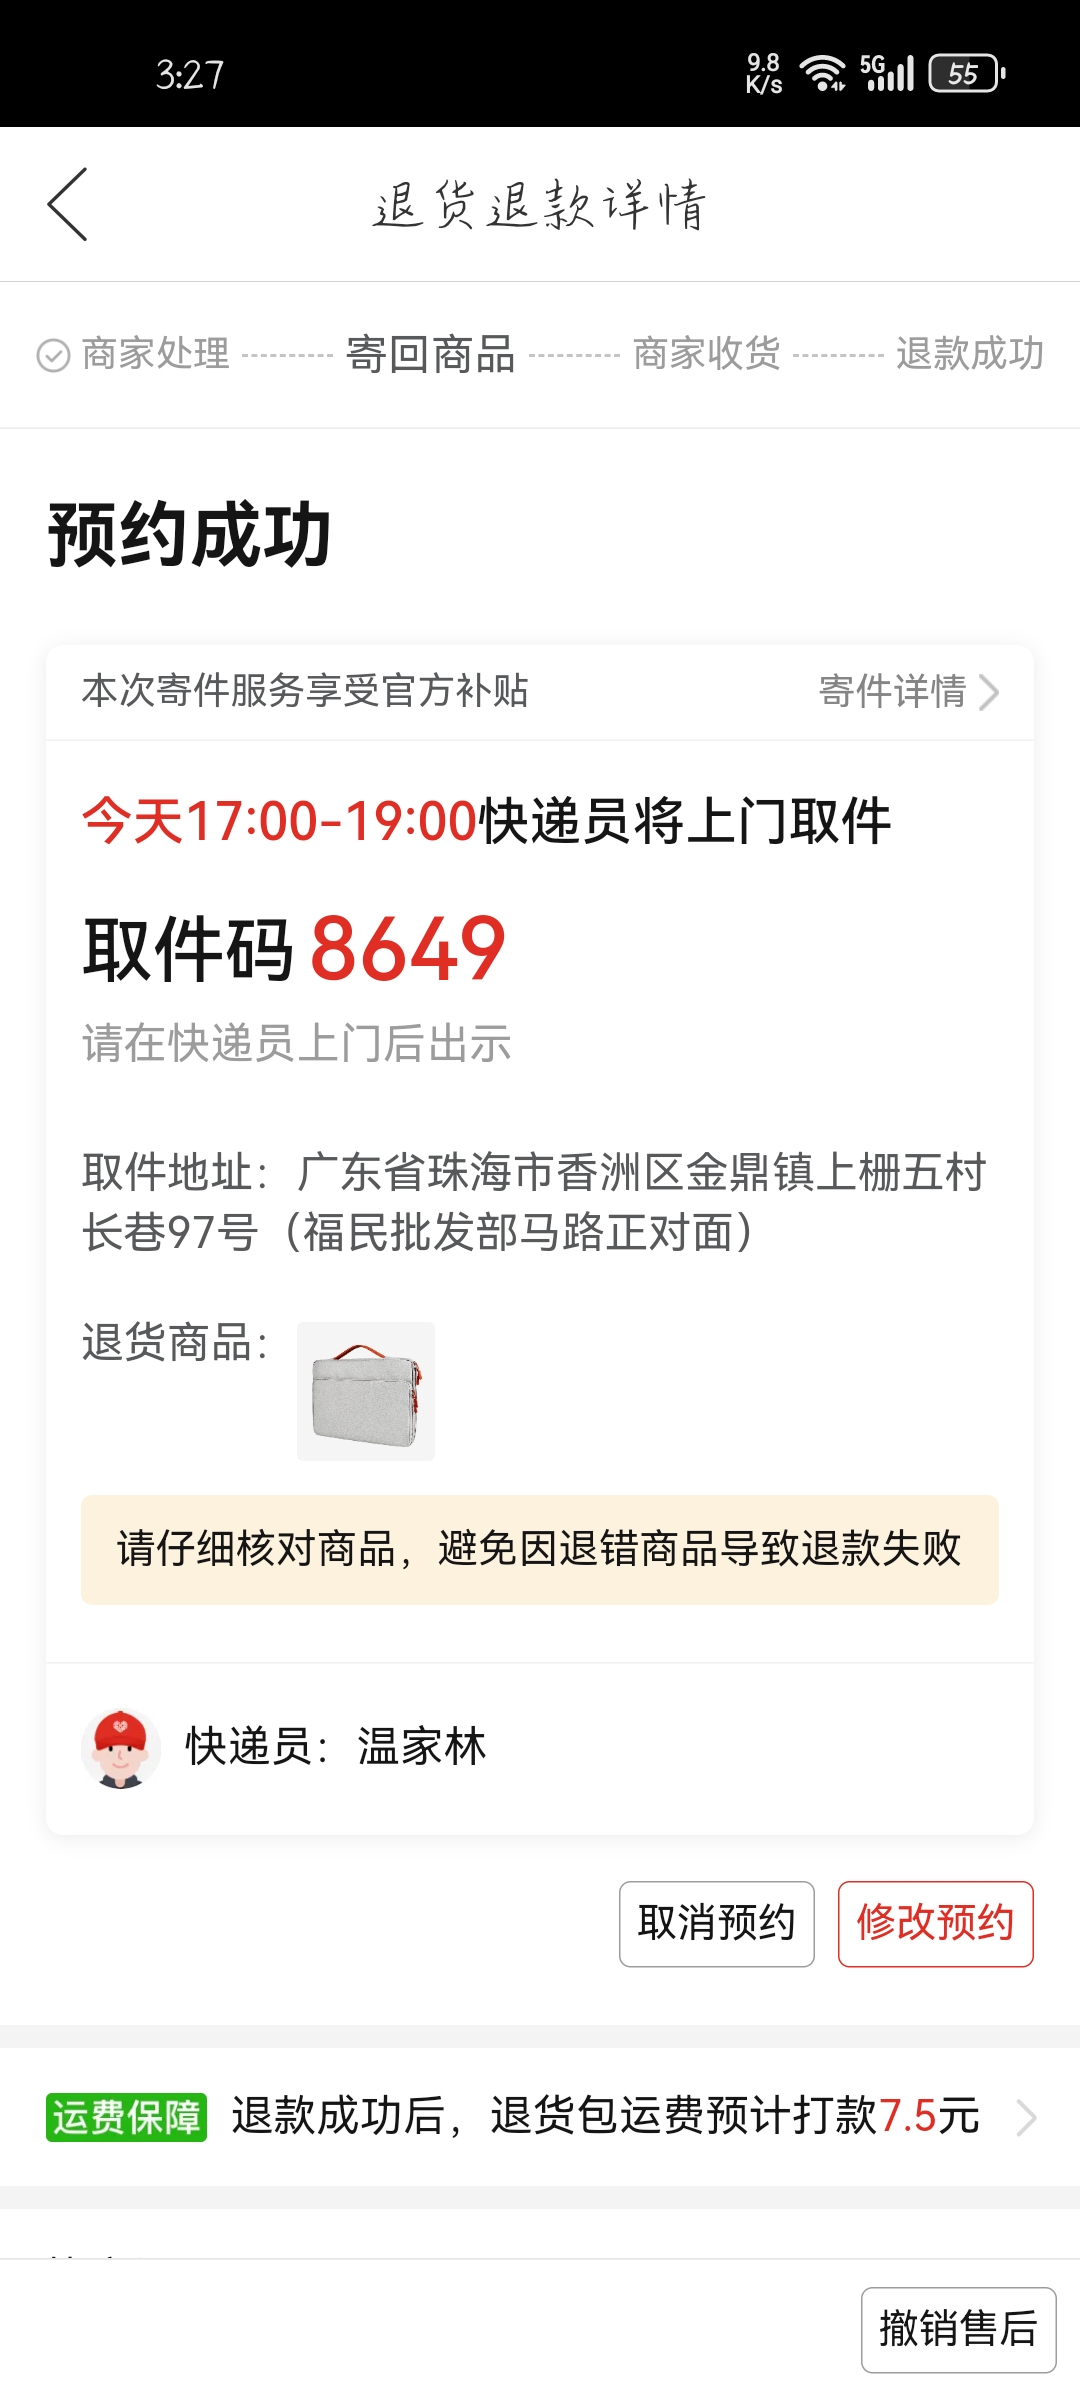 3:27
9.8
K/s
5G
55
退货退款详情
商家处理 寄回商品 商家收货 退款成功
预约成功
本次寄件服务享受官方补贴 寄件详情
今天17:00-19:00快递员将上门取件
取件码 8649
请在快递员上门后出示
取件地址：广东省珠海市香洲区金鼎镇上栅五村
长巷97号（福民批发部马路正对面）
退货商品：
请仔细核对商品，避免因退错商品导致退款失败
快递员：温家林
取消预约 修改预约
运费保障 退款成功后，退货包运费预计打款7.5元
撤销售后